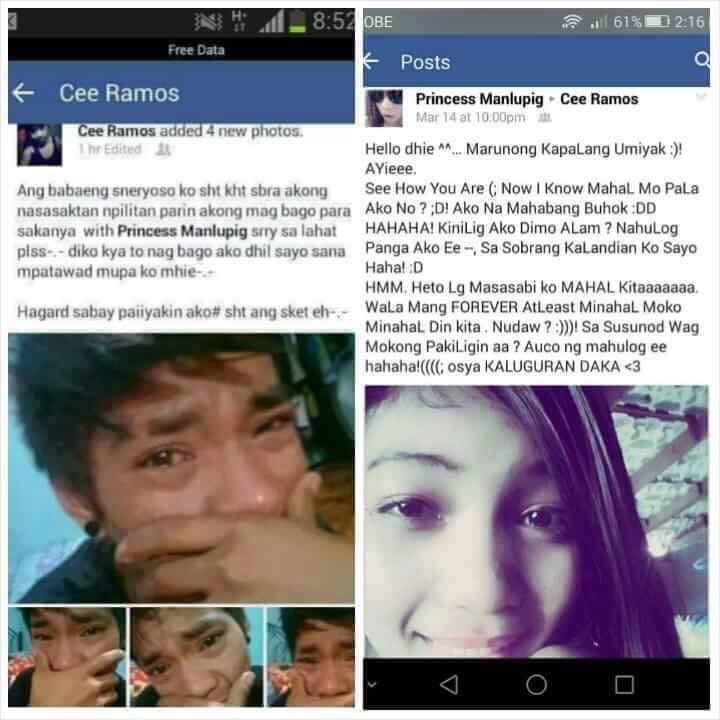 8:52
Free Data
Cee Ramos
Cee Ramos added 4 new photos.
1 hr Edited
Ang babaeng sneryoso ko sht kht sbra akong
nasasaktan npilitan parin akong mag bago para
sakanya with Princess Manlupig srry sa lahat
plss-.- diko kya to nag bago ako dhil sayo sana
mpatawad mupa ko mhie-.-
Hagard sabay paiiyakin ako# sht ang sket eh-.-
OBE
61% 2:16
Posts
Princess Manlupig ▸ Cee Ramos
Mar 14 at 10:00pm
Hello dhie ^^... Marunong KapaLang Umiyak :)!
AYieee.
See How You Are (; Now I Know MahaL Mo PaLa
Ako No ? ;D! Ako Na Mahabang Buhok :DD
HAHAHA! KiniLig Ako Dimo ALam ? NahuLog
Panga Ako Ee --, Sa Sobrang KaLandian Ko Sayo
Haha! :D
HMM. Heto Lg Masasabi ko MAHAL Kitaaaaaaa.
WaLa Mang FOREVER AtLeast MinahaL Moko
MinahaL Din kita . Nudaw ? :)))! Sa Susunod Wag
Mokong PakiLigin aa ? Auco ng mahulog ee
hahaha!((((; osya KALUGURAN DAKA <3